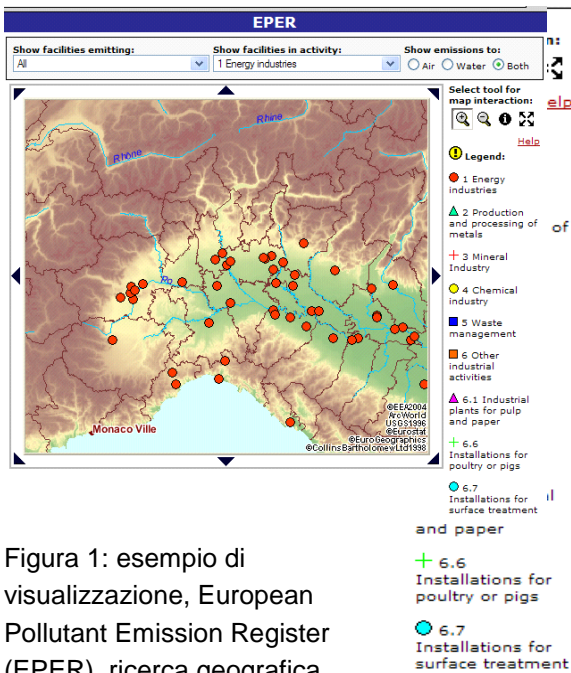 EPER
Show facilities emitting:
All
Show facilities in activity:
1 Energy industries
Show emissions to:
Air Water Both
n:
Select tool for
map interaction:
elp
Help
Legend:
1 Energy
industries
2 Production
and processing of
metals
of
3 Mineral
Industry
4 Chemical
industry
5 Waste
management
6 Other
industrial
activities
6.1 Industrial
plants for pulp
and paper
6.6
Installations for
poultry or pigs
6.7
Installations for
surface treatment
Rhine
Rhône
Po
Monaco Ville
©EEA2004
ArcWorld
USGS1996
©Eurostat
©EuroGeographics
©CollinsBartholomewLtd1998
and paper
6.6
Installations for
poultry or pigs
6.7
Installations for
surface treatment
Figura 1: esempio di
visualizzazione, European
Pollutant Emission Register
(EPER), ricerca geografica